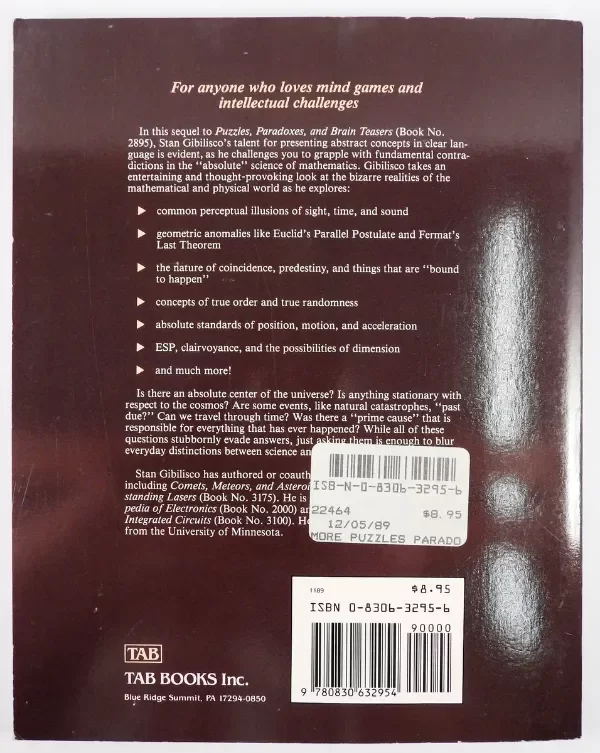 For anyone who loves mind games and
intellectual challenges
In this sequel to Puzzles, Paradoxes, and Brain Teasers (Book No.
2895), Stan Gibilisco's talent for presenting abstract concepts in clear lan-
guage is evident, as he challenges you to grapple with fundamental contra-
dictions in the "absolute" science of mathematics. Gibilisco takes an
entertaining and thought-provoking look at the bizarre realities of the
mathematical and physical world as he explores:
▶ common perceptual illusions of sight, time, and sound
▶ geometric anomalies like Euclid's Parallel Postulate and Fermat's
Last Theorem
▶ the nature of coincidence, predestiny, and things that are "bound
to happen"
▶ concepts of true order and true randomness
▶ absolute standards of position, motion, and acceleration
▶ ESP, clairvoyance, and the possibilities of dimension
▶ and much more!
Is there an absolute center of the universe? Is anything stationary with
respect to the cosmos? Are some events, like natural catastrophes, "past
due?" Can we travel through time? Was there a "prime cause" that is
responsible for everything that has ever happened? While all of these
questions stubbornly evade answers, just asking them is enough to blur
everyday distinctions between science an
Stan Gibilisco has authored or coauth
including Comets, Meteors, and Asteroi
standing Lasers (Book No. 3175). He is
pedia of Electronics (Book No. 2000) a
Integrated Circuits (Book No. 3100). He
from the University of Minnesota.
ISB-N-0-8306-3295-6
22464 $8.95
12/05/89
MORE PUZZLES PARADO
1189 $8.95
ISBN 0-8306-3295-6
90000
9 780830 632954
TAB
TAB BOOKS Inc.
Blue Ridge Summit, PA 17294-0850